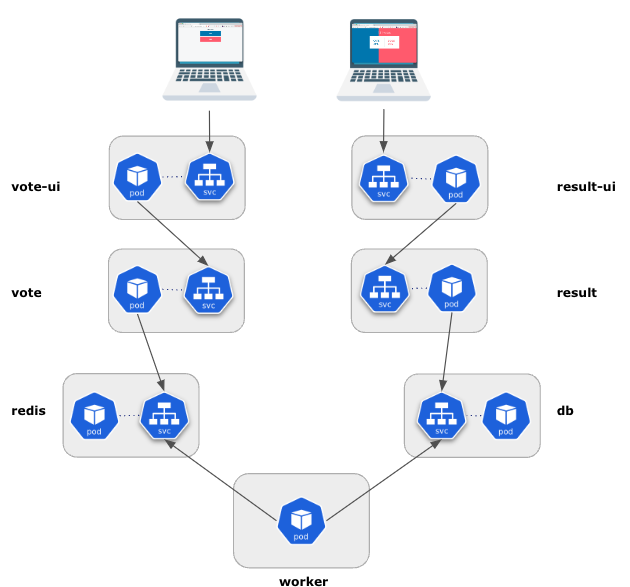 pod
svc
svc
pod
vote-ui
result-ui
pod
svc
svc
pod
vote
result
pod
svc
svc
pod
redis
db
pod
worker